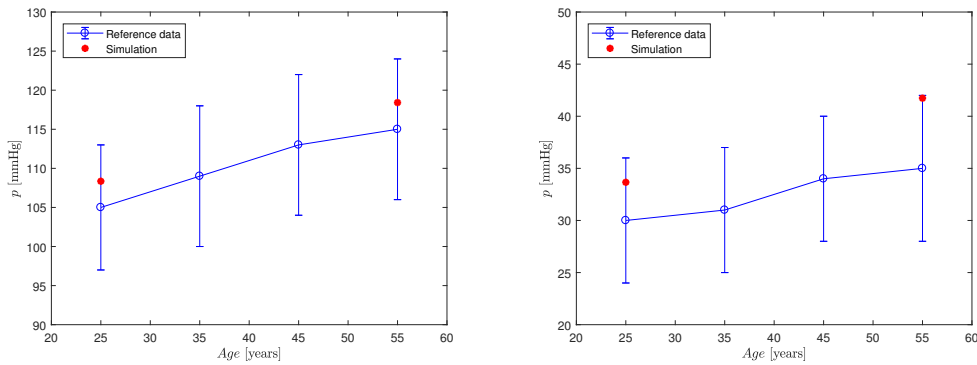 130
125
120
115
110
105
100
95
90
p [mmHg]
Reference data
Simulation
20 25 30 35 40 45 50 55 60
Age [years]
50
45
40
35
30
25
20
p [mmHg]
Reference data
Simulation
20 25 30 35 40 45 50 55 60
Age [years]